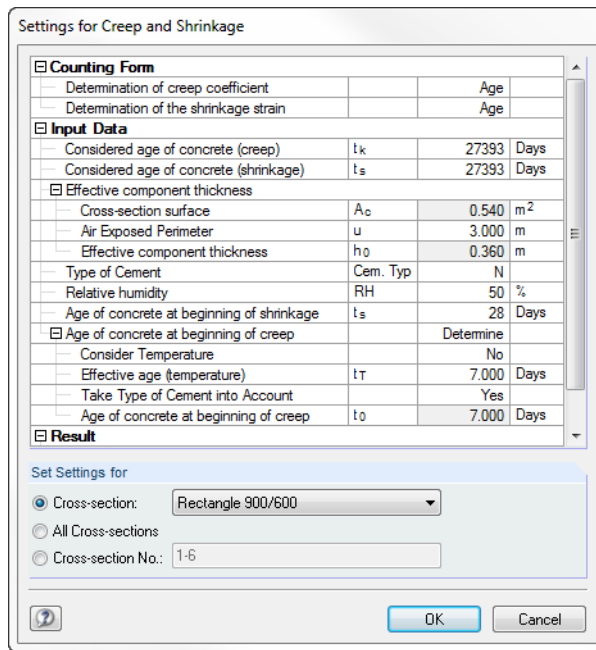 Settings for Creep and Shrinkage
Counting Form
Determination of creep coefficient Age
Determination of the shrinkage strain Age
Input Data
Considered age of concrete (creep) tk 27393 Days
Considered age of concrete (shrinkage) ts 27393 Days
Effective component thickness
Cross-section surface Ac 0.540 m2
Air Exposed Perimeter u 3.000 m
Effective component thickness h0 0.360 m
Type of Cement Cem. Typ N
Relative humidity RH 50 %
Age of concrete at beginning of shrinkage ts 28 Days
Age of concrete at beginning of creep Determine
Consider Temperature No
Effective age (temperature) tT 7.000 Days
Take Type of Cement into Account Yes
Age of concrete at beginning of creep t0 7.000 Days
Result
Set Settings for
Cross-section: Rectangle 900/600
All Cross-sections
Cross-section No.: 1-6
? OK Cancel